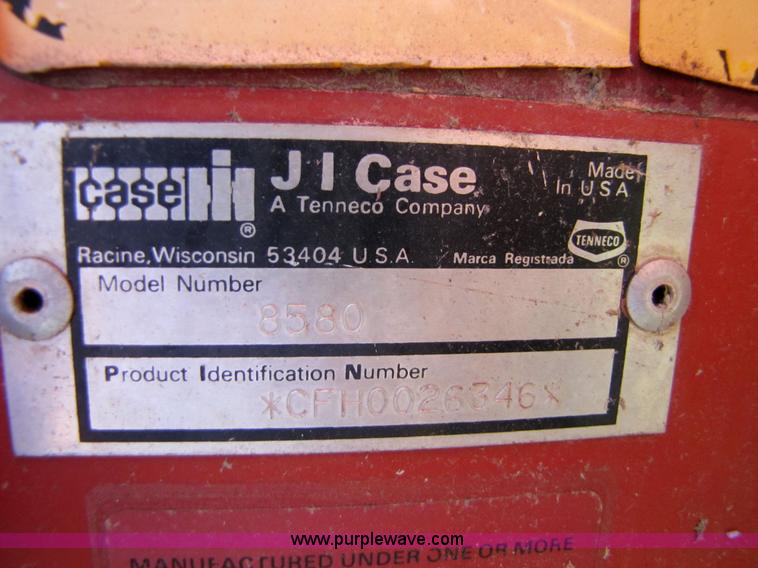 case IH ®
J I Case
A Tenneco Company
Made
In U S A
Racine, Wisconsin 53404 U.S.A.
Marca Registrada
TENNECO ®
Model Number
8580
Product Identification Number
*CFH0026346*
MANUFACTURED UNDER ONE OR MORE
www.purplewave.com